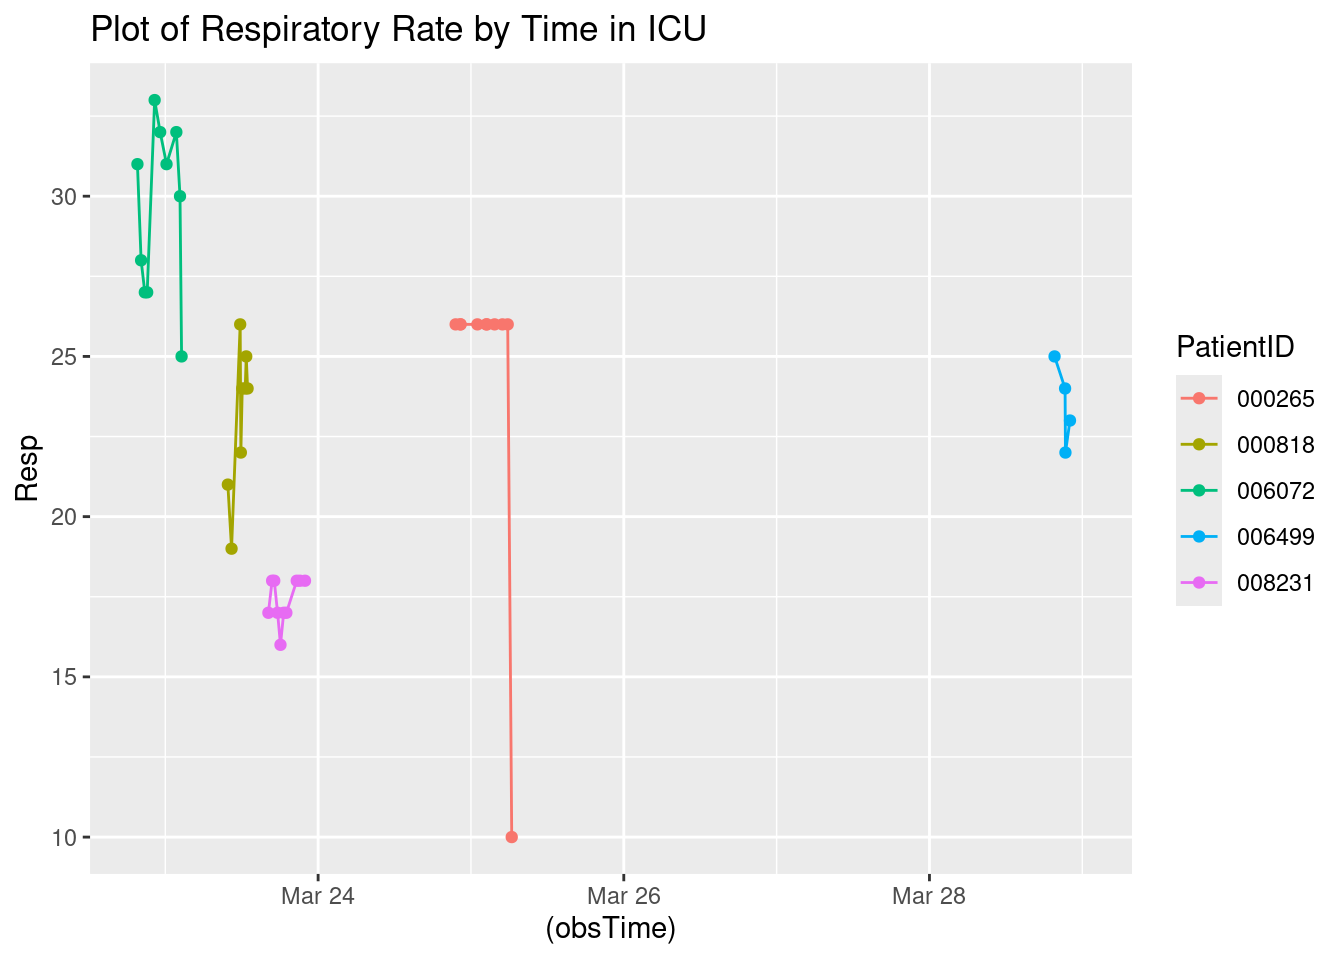 Plot of Respiratory Rate by Time in ICU
30
25
20
15
10
Resp
Mar 24
Mar 26
Mar 28
(obsTime)
PatientID
000265
000818
006072
006499
008231